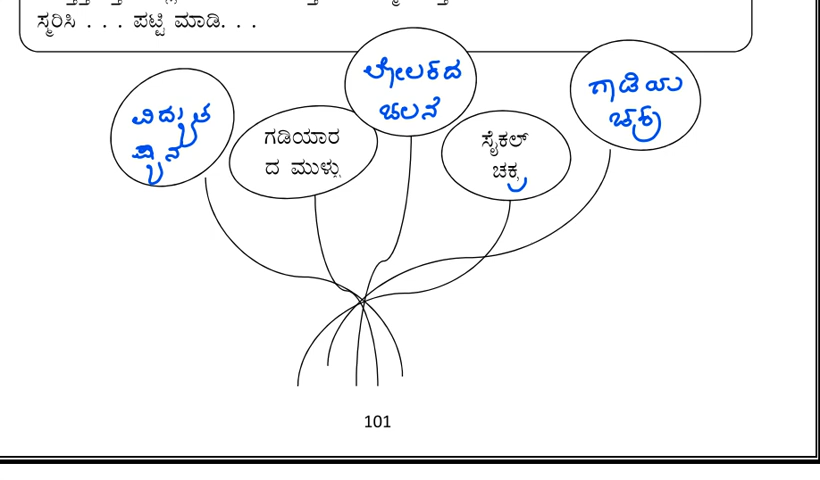 ಸ್ಮರಿಸಿ . . . ಪಟ್ಟಿ ಮಾಡಿ. . .
ವಿದ್ಯುತ
ಫ್ಯಾನ
ಗಡಿಯಾರ
ದ ಮುಳ್ಳು
ಲೋಲಕದ
ಚಲನೆ
ಸೈಕಲ್
ಚಕ್ರ
ಗಾಡಿಯ
ಚಕ್ರ
101